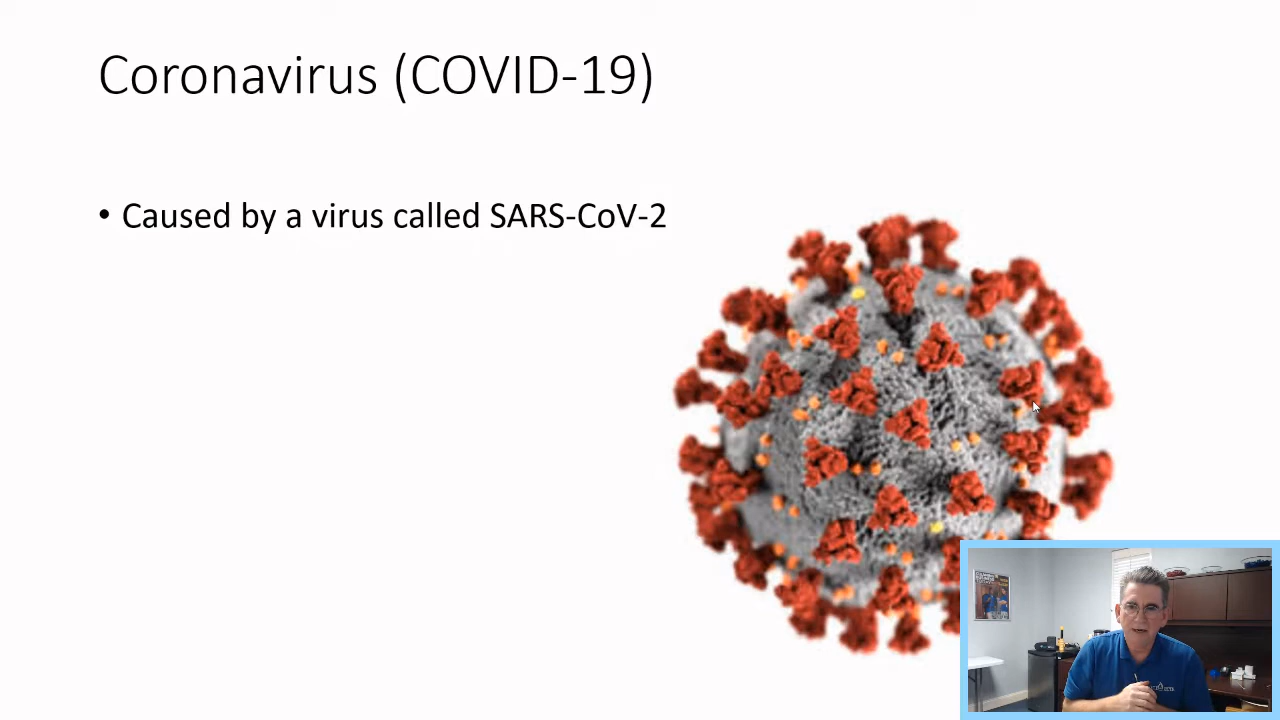 Coronavirus (COVID-19)
• Caused by a virus called SARS-CoV-2